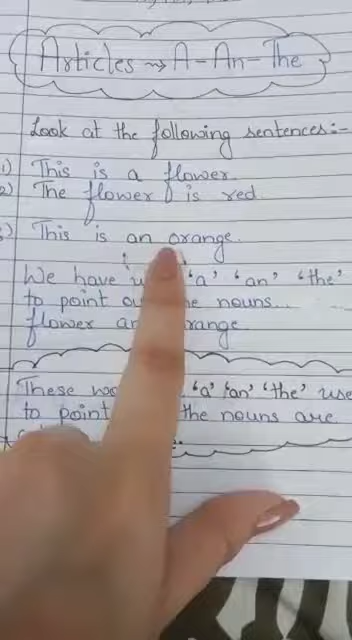 Articles → A-An-The
Look at the following sentences:-
1) This is a flower.
2) The flower is red.
3) This is an orange.
We have 'a' 'an' 'the'
to point the nouns...
flower orange
These 'a' 'an' 'the' use
to point the nouns are